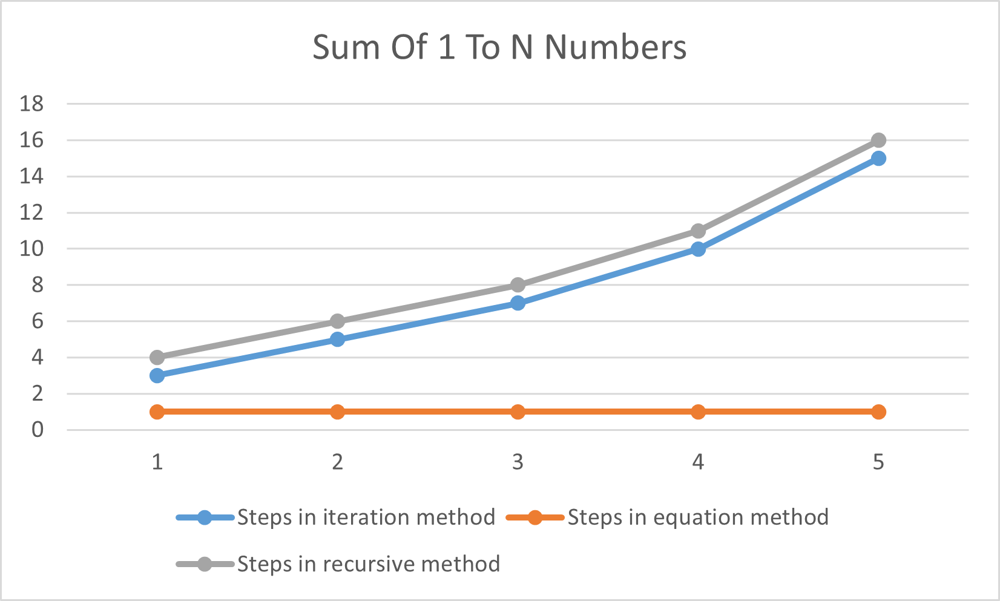 Sum Of 1 To N Numbers
18
16
14
12
10
8
6
4
2
0
1 2 3 4 5
Steps in iteration method Steps in equation method
Steps in recursive method